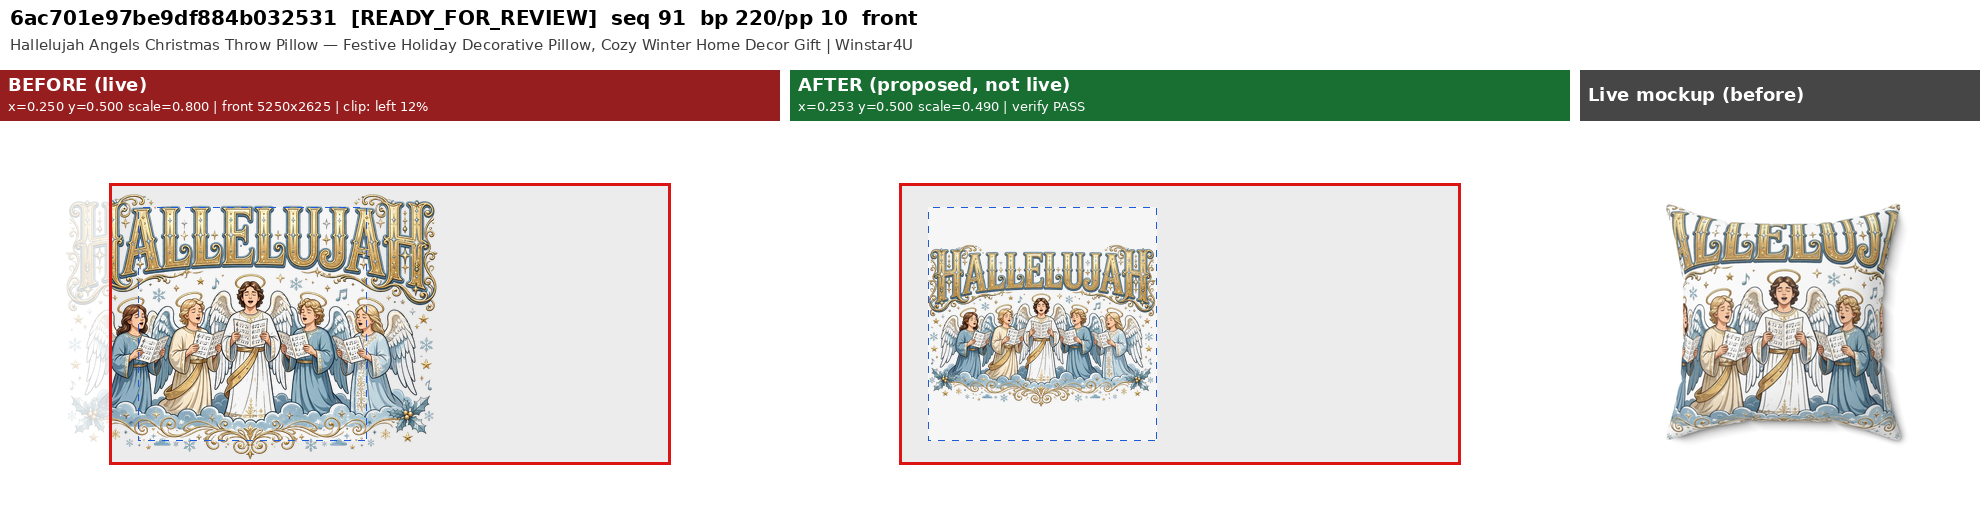 6ac701e97be9df884b032531 [READY_FOR_REVIEW] seq 91 bp 220/pp 10 front
Hallelujah Angels Christmas Throw Pillow — Festive Holiday Decorative Pillow, Cozy Winter Home Decor Gift | Winstar4U
BEFORE (live)
x=0.250 y=0.500 scale=0.800 | front 5250x2625 | clip: left 12%
AFTER (proposed, not live)
x=0.253 y=0.500 scale=0.490 | verify PASS
Live mockup (before)
HALLELUJAH
HALLELUJAH
ALLELUJ